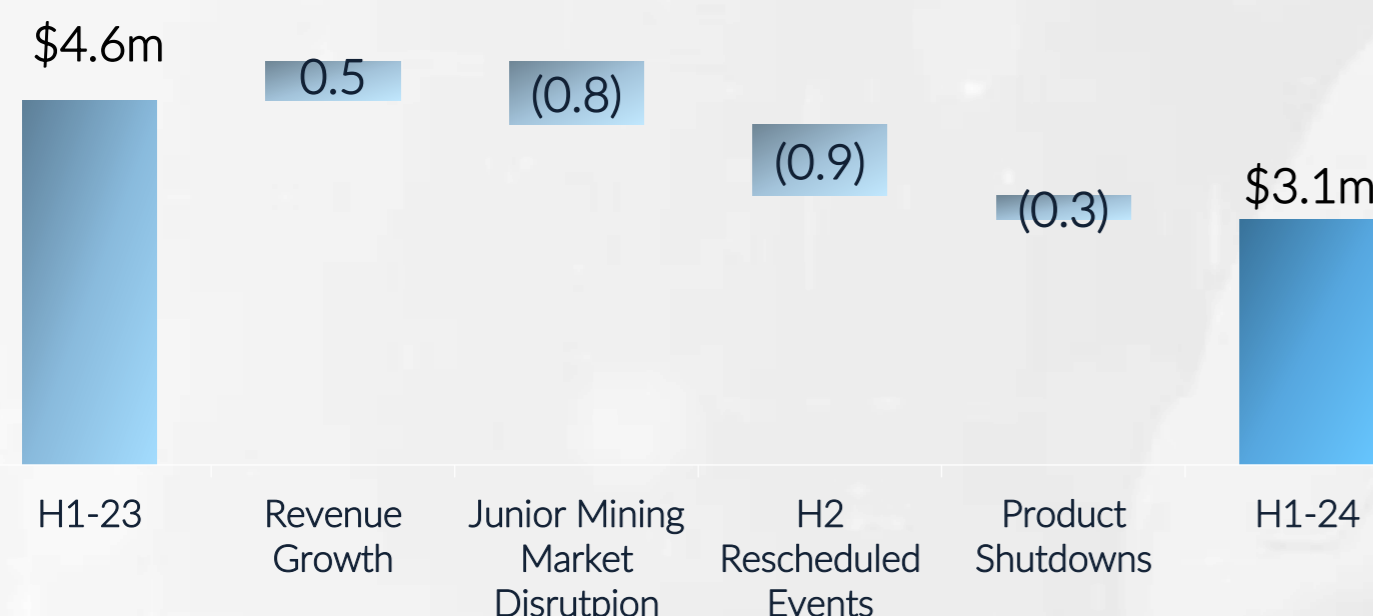 $4.6m
0.5
(0.8)
(0.9)
(0.3)
$3.1m
H1-23
Revenue
Growth
Junior Mining
Market
Disrutpion
H2
Rescheduled
Events
Product
Shutdowns
H1-24